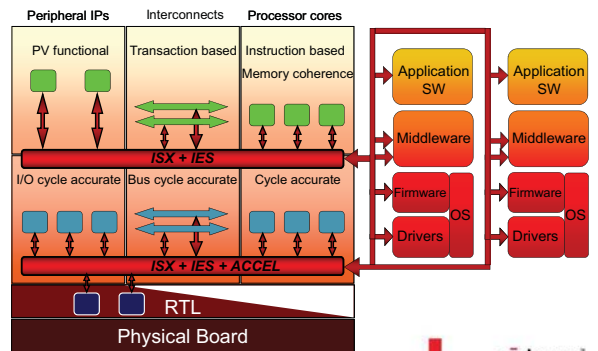 Peripheral IPs
Interconnects
Processor cores
PV functional
Transaction based
Instruction based
Memory coherence
ISX + IES
I/O cycle accurate
Bus cycle accurate
Cycle accurate
ISX + IES + ACCEL
RTL
Physical Board
Application
SW
Middleware
Firmware
Drivers
OS
Application
SW
Middleware
Firmware
Drivers
OS